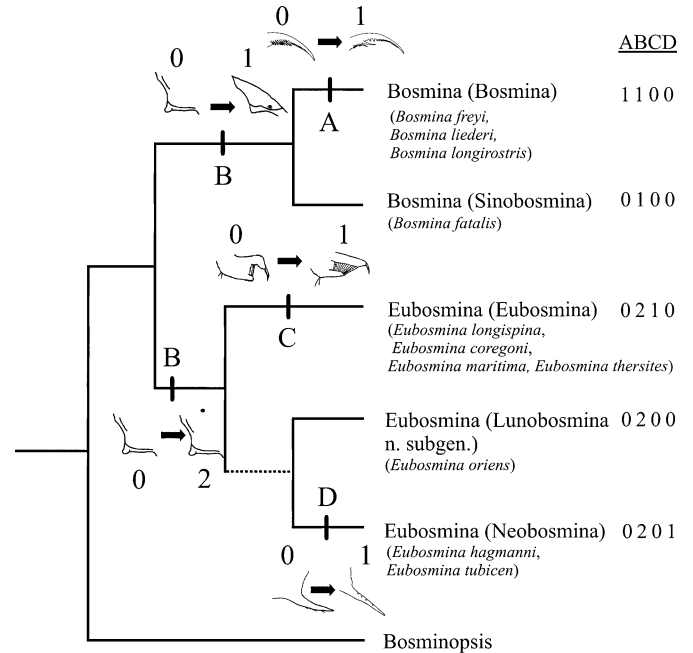 0 1
ABCD
0 1
A
Bosmina (Bosmina) 1 1 0 0
(Bosmina freyi,
Bosmina liederi,
Bosmina longirostris)
B
Bosmina (Sinobosmina) 0 1 0 0
(Bosmina fatalis)
0 1
C
Eubosmina (Eubosmina) 0 2 1 0
(Eubosmina longispina,
Eubosmina coregoni,
Eubosmina maritima, Eubosmina thersites)
B
0 2
Eubosmina (Lunobosmina 0 2 0 0
n. subgen.)
(Eubosmina oriens)
D
Eubosmina (Neobosmina) 0 2 0 1
(Eubosmina hagmanni,
Eubosmina tubicen)
0 1
Bosminopsis